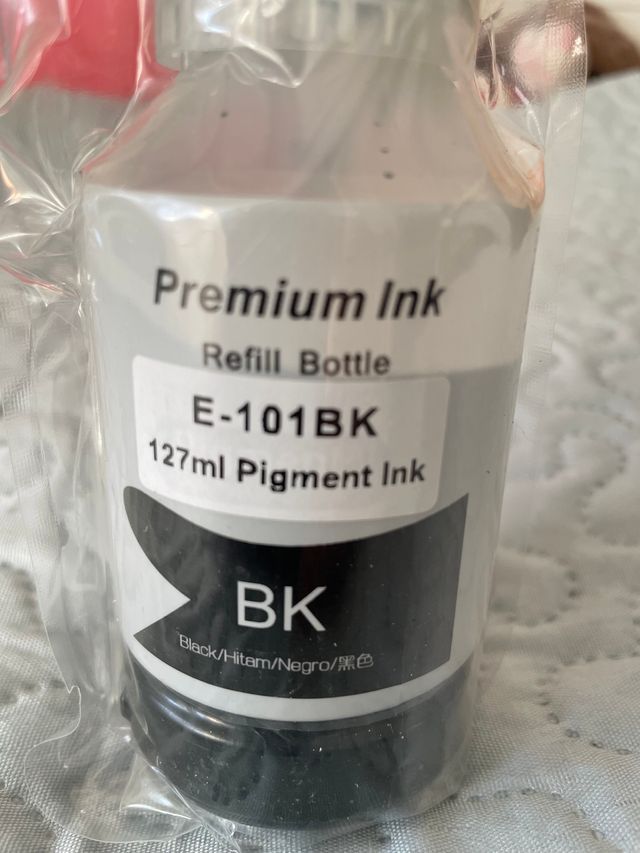 Premium Ink
Refill Bottle
E-101BK
127ml Pigment Ink
BK
Black/Hitam/Negro/黑色